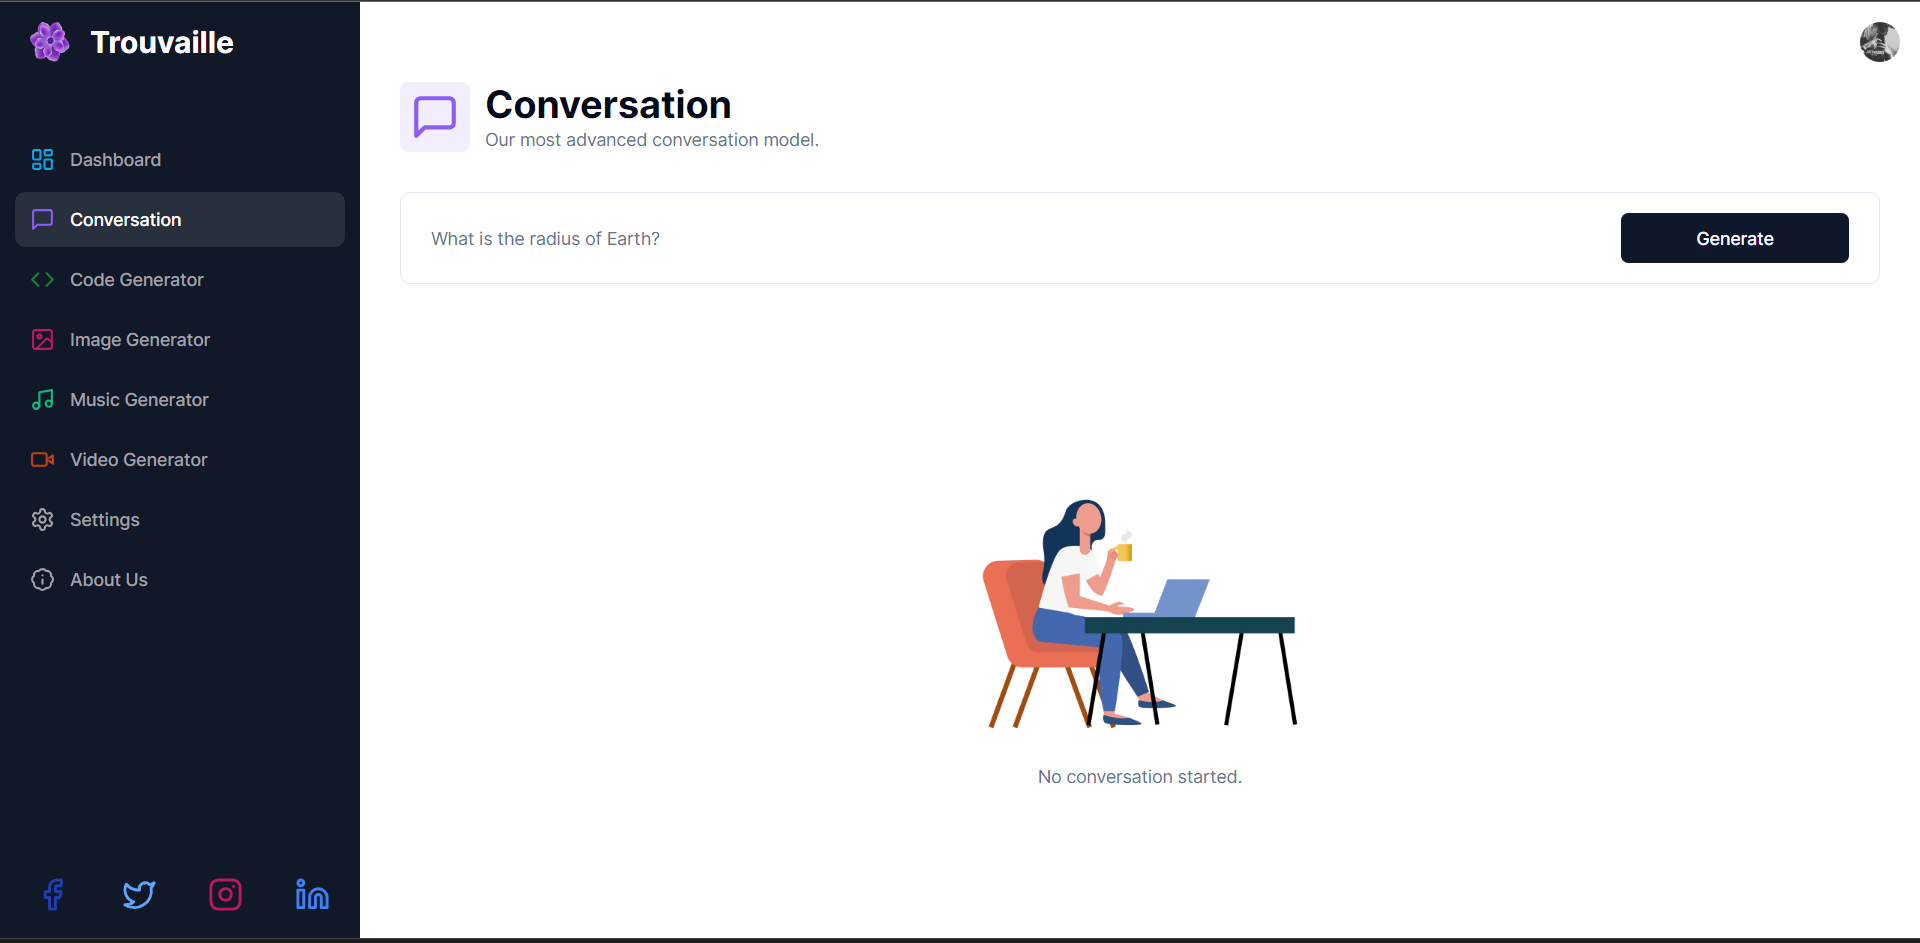 Trouvaille
Dashboard
Conversation
Code Generator
Image Generator
Music Generator
Video Generator
Settings
About Us
Conversation
Our most advanced conversation model.
What is the radius of Earth?
Generate
No conversation started.